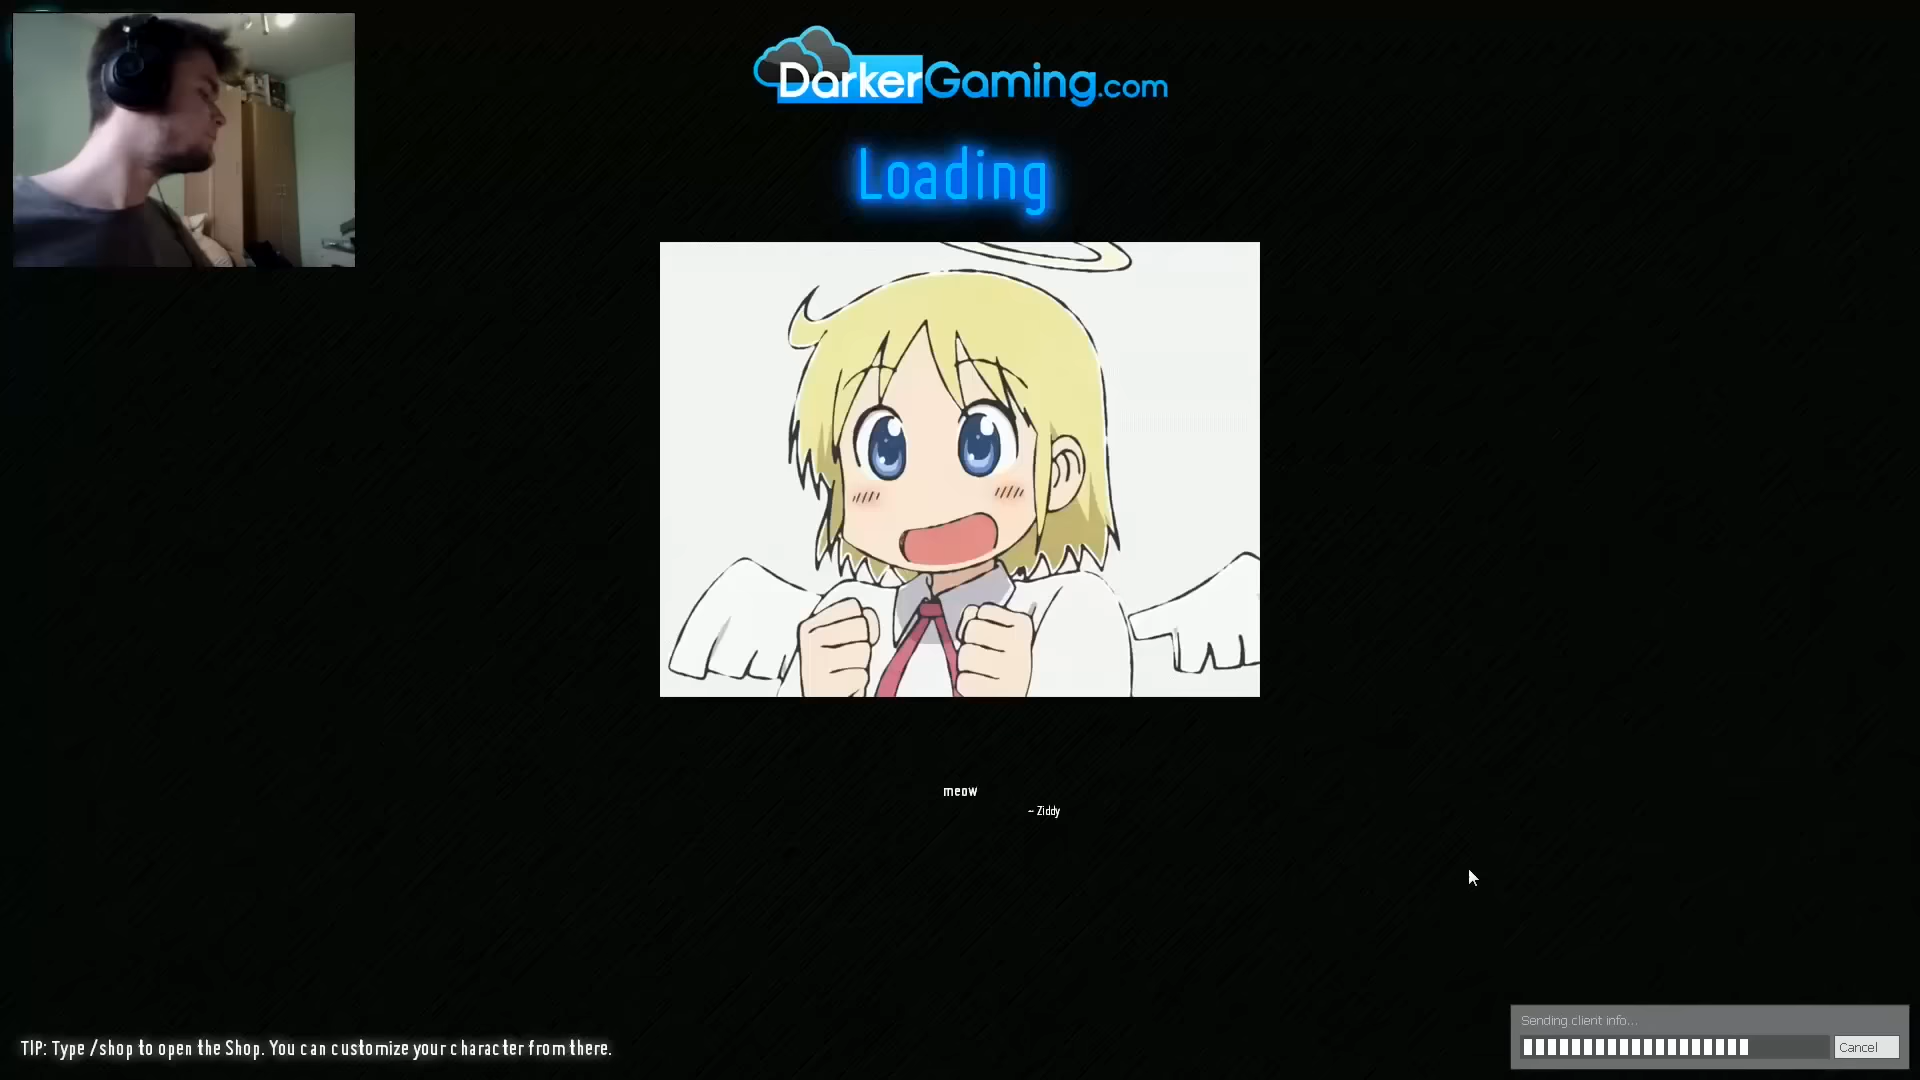 DarkerGaming.com
Loading
meow
~ Ziddy
TIP: Type /shop to open the Shop. You can customize your character from there.
Sending client info...
Cancel